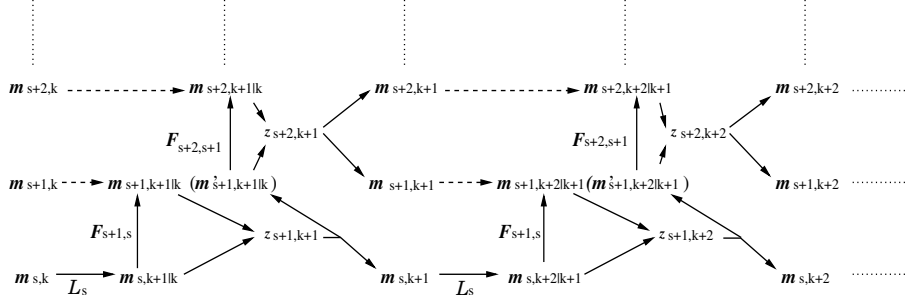 m s+2,k m s+2,k+1|k m s+2,k+1 m s+2,k+2|k+1 m s+2,k+2
F s+2,s+1 z s+2,k+1 F s+2,s+1 z s+2,k+2
m s+1,k m s+1,k+1|k (m's+1,k+1|k) m s+1,k+1 m s+1,k+2|k+1 (m's+1,k+2|k+1) m s+1,k+2
F s+1,s z s+1,k+1 F s+1,s z s+1,k+2
m s,k m s,k+1|k m s,k+1 m s,k+2|k+1 m s,k+2
L s L s